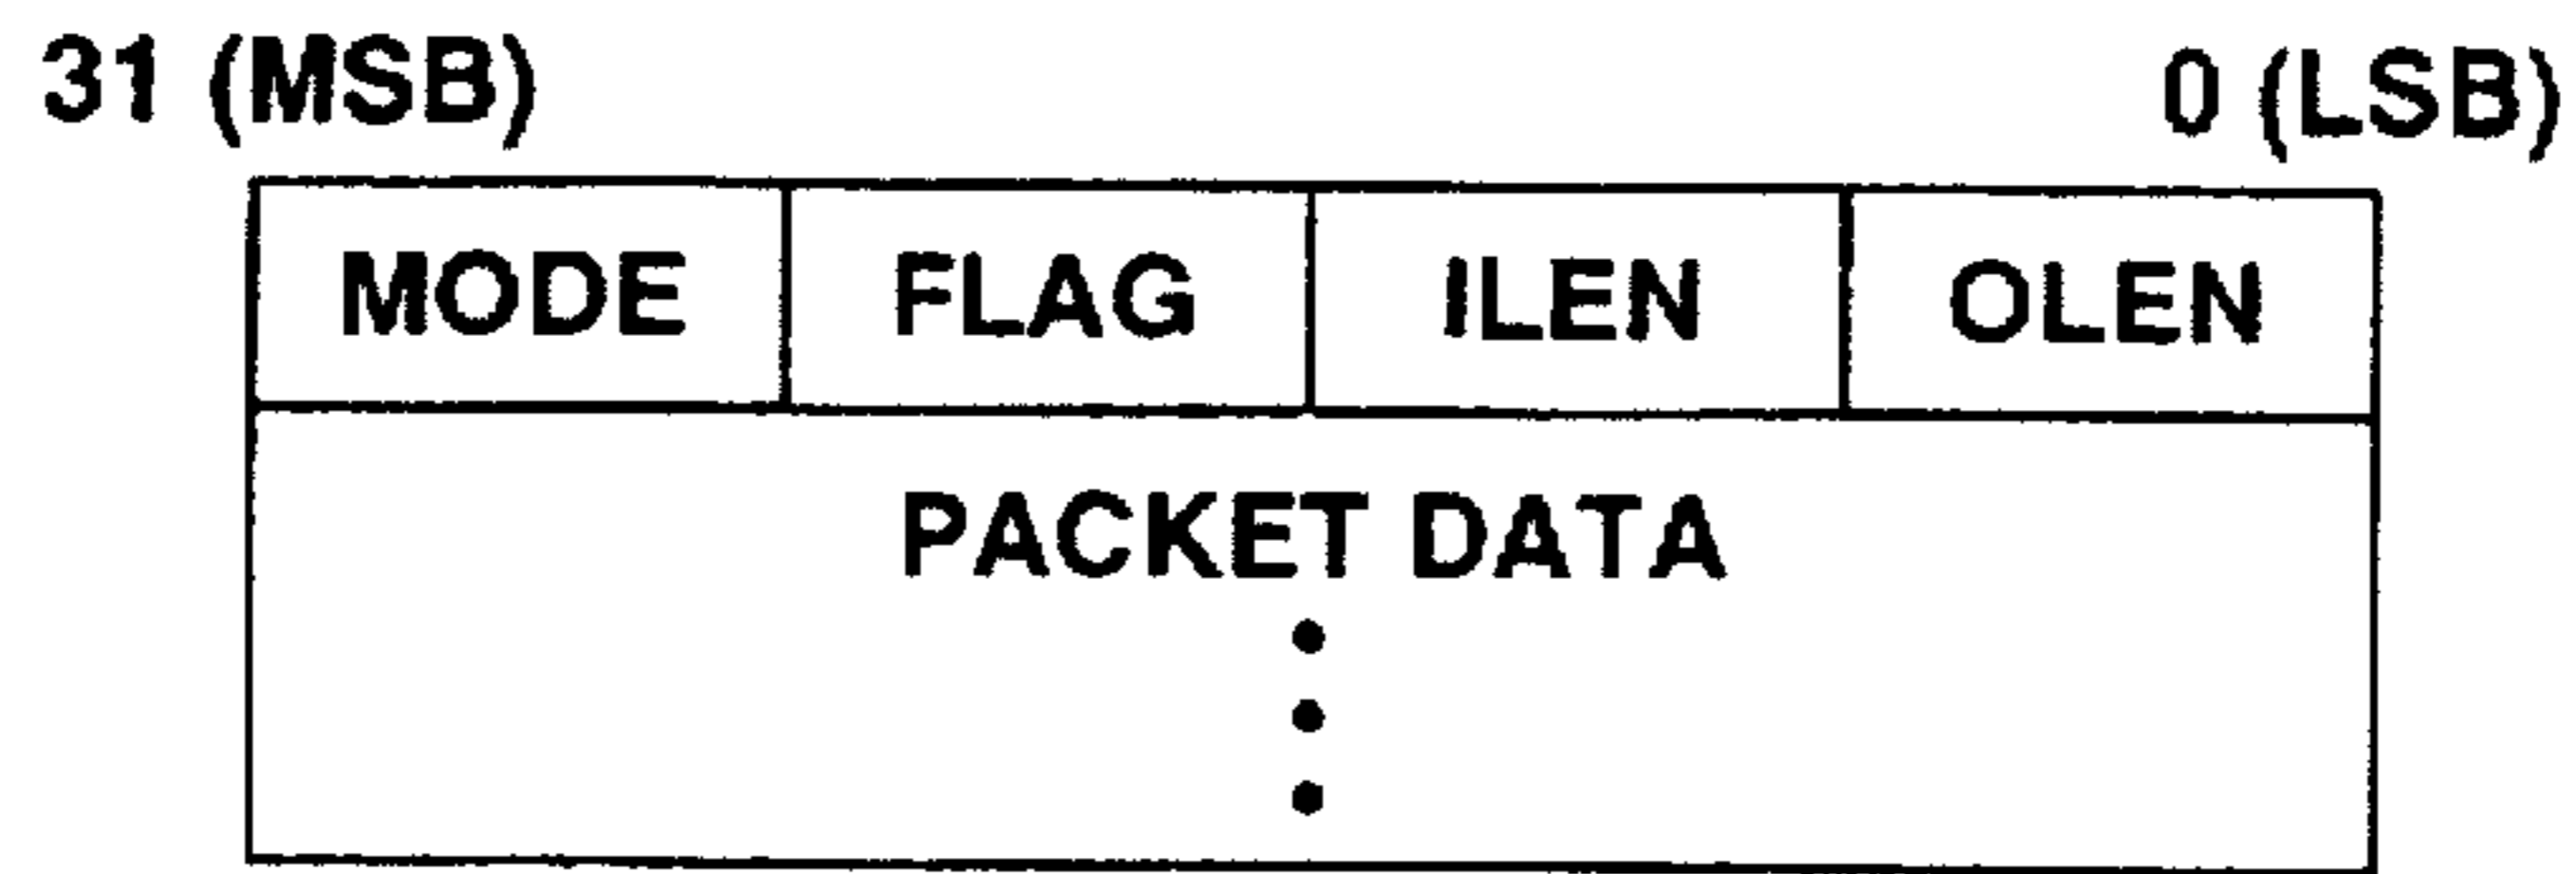 31 (MSB) 0 (LSB)
MODE FLAG ILEN OLEN
PACKET DATA